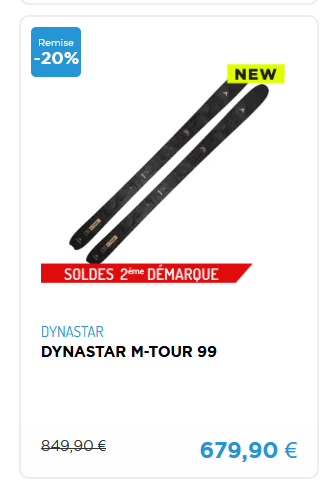 Remise
-20%
NEW
SOLDES 2ème DÉMARQUE
DYNASTAR
DYNASTAR M-TOUR 99
849,90 €
679,90 €